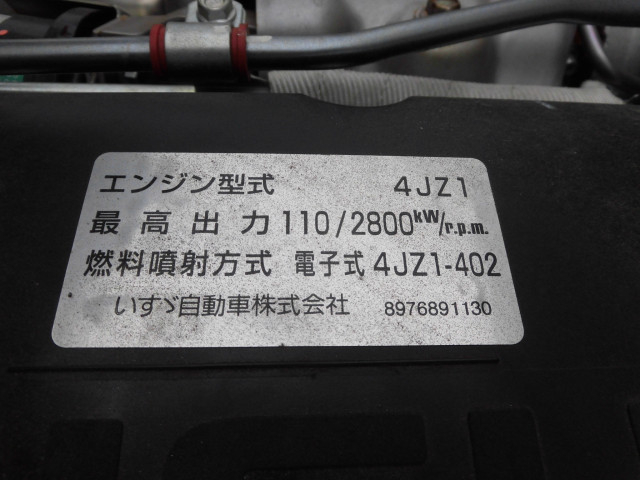 エンジン型式 4JZ1
最高出力 110/2800kW/r.p.m.
燃料噴射方式 電子式 4JZ1-402
いすゞ自動車株式会社 8976891130